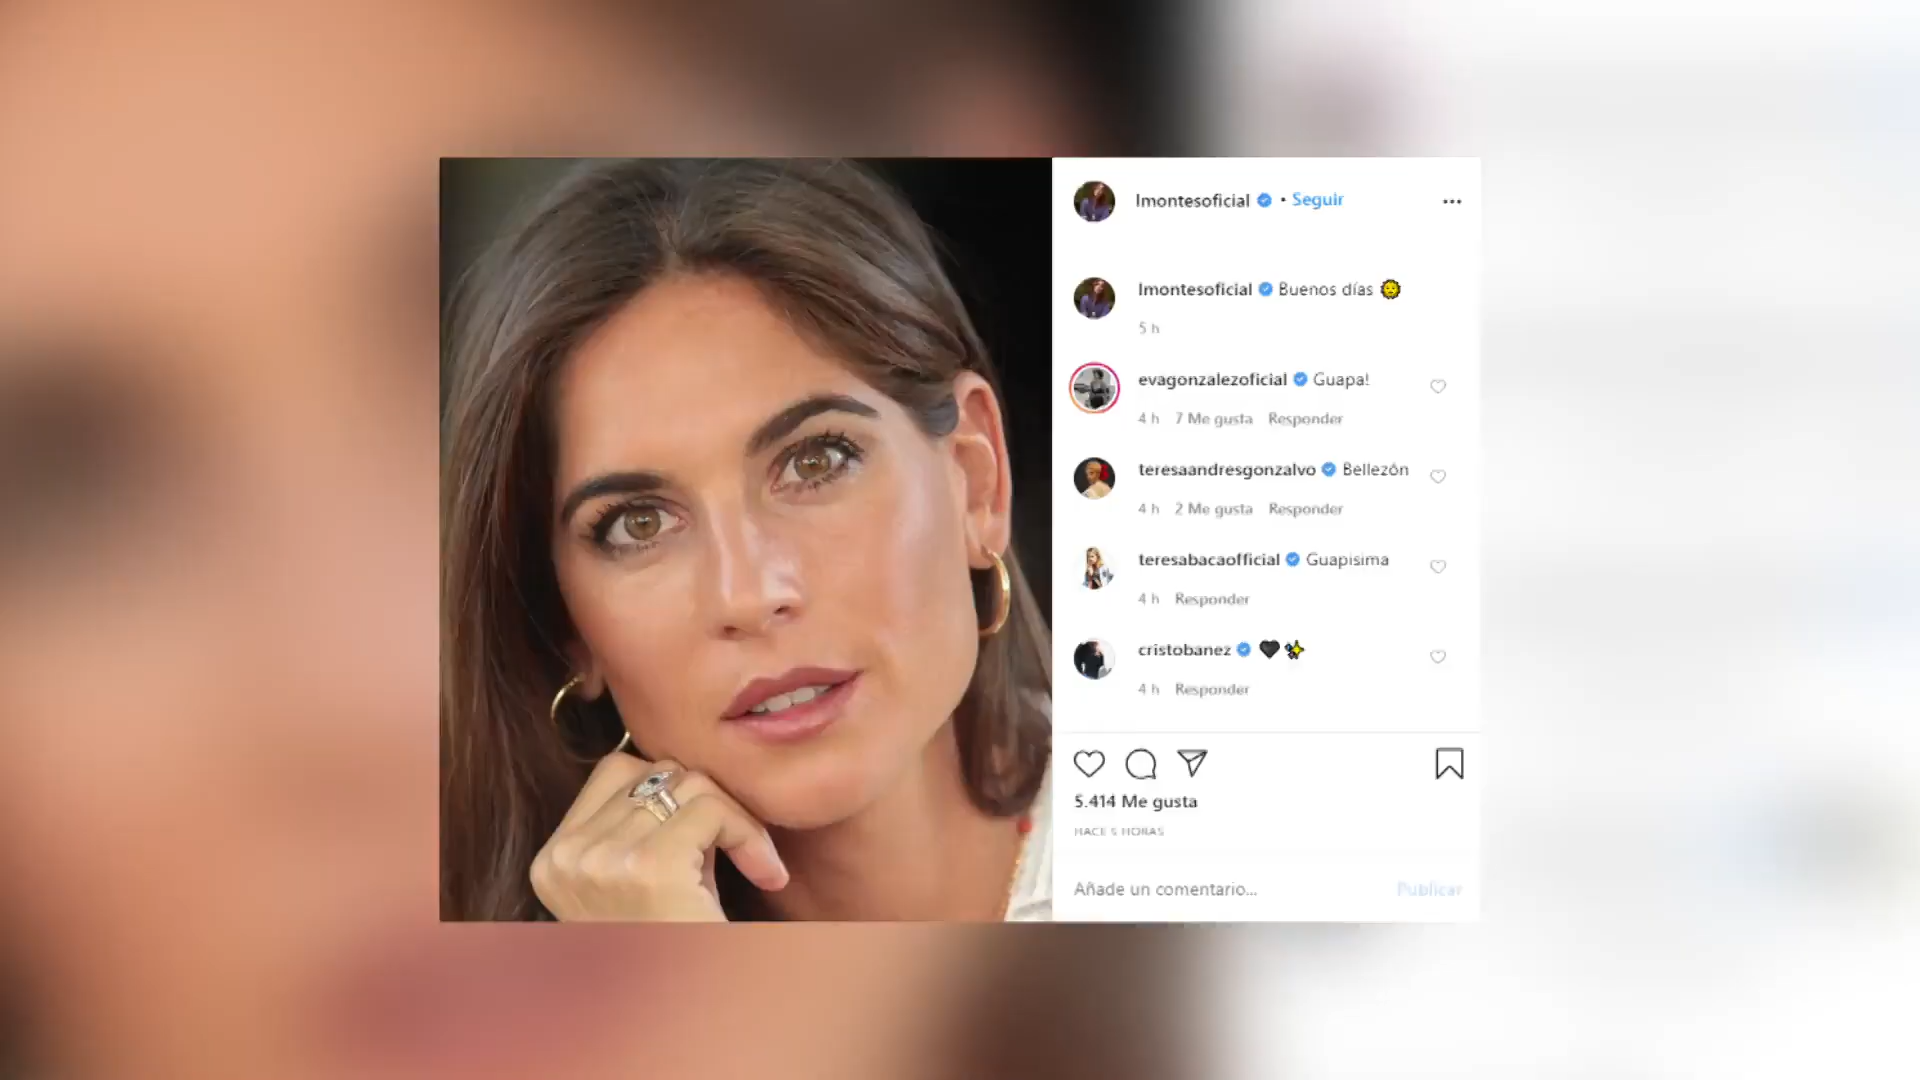 lmontesoficial • Seguir
lmontesoficial Buenos días 🌞
5 h
evagonzalezoficial Guapa!
4 h 7 Me gusta Responder
teresaandresgonzalvo Bellezón
4 h 2 Me gusta Responder
teresabacaofficial Guapisima
4 h Responder
cristobanez 🖤✨
4 h Responder
5.414 Me gusta
HACE 5 HORAS
Añade un comentario...
Publicar